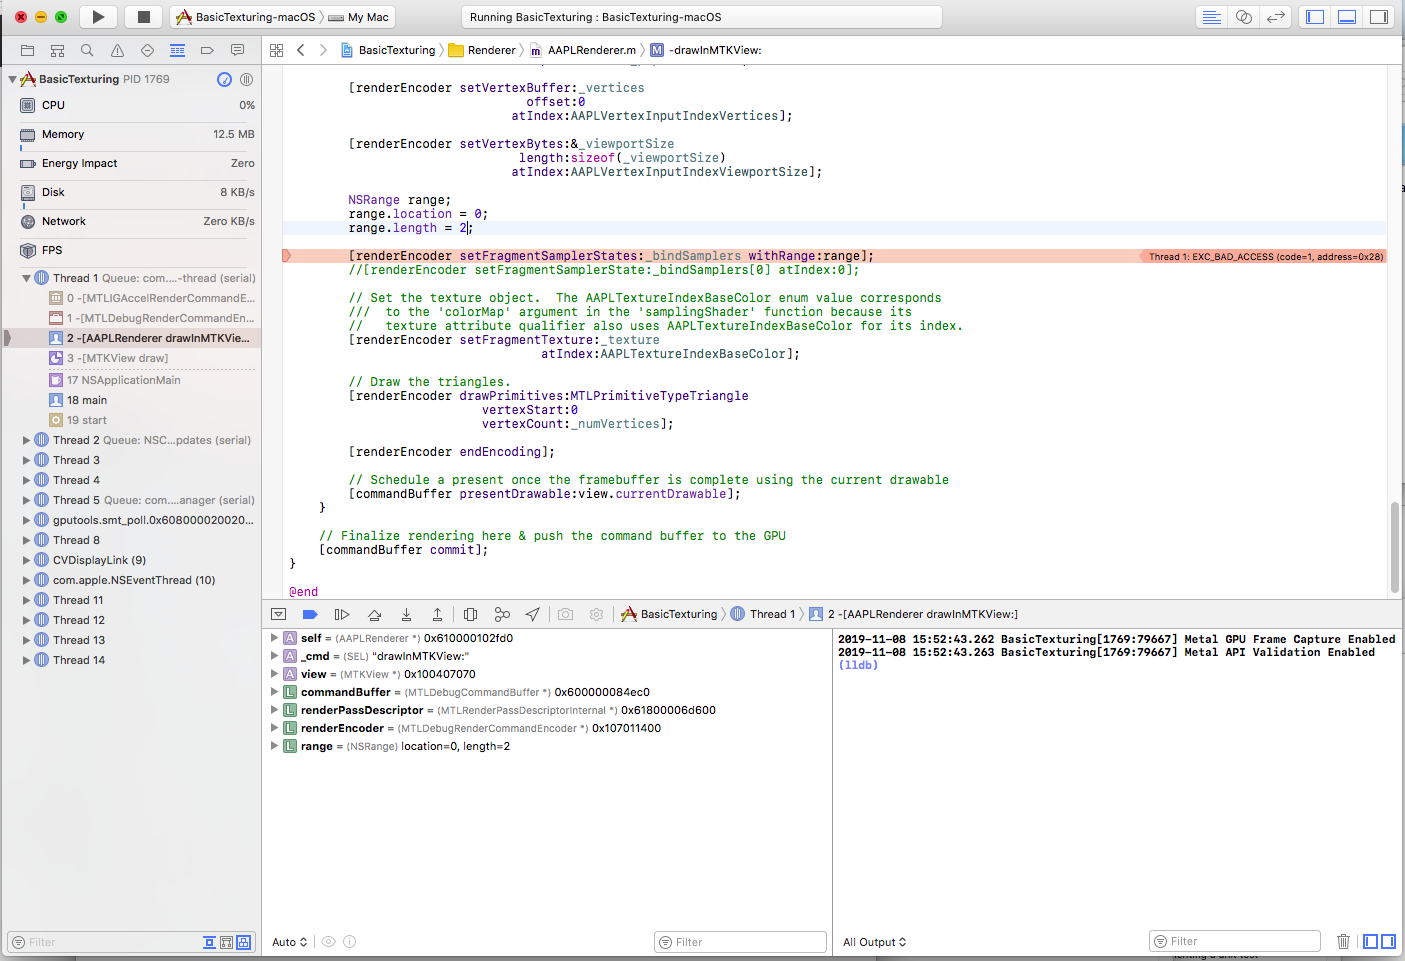 BasicTexturing-macOS 〉 My Mac
Running BasicTexturing : BasicTexturing-macOS
BasicTexturing 〉 Renderer 〉 m AAPLRenderer.m 〉 M -drawInMTKView:
BasicTexturing PID 1769
CPU 0%
Memory 12.5 MB
Energy Impact Zero
Disk 8 KB/s
Network Zero KB/s
FPS
Thread 1 Queue: com....-thread (serial)
0 -[MTLIGAccelRenderCommandE...
1 -[MTLDebugRenderCommandEn...
2 -[AAPLRenderer drawInMTKVie...
3 -[MTKView draw]
17 NSApplicationMain
18 main
19 start
Thread 2 Queue: NSC...pdates (serial)
Thread 3
Thread 4
Thread 5 Queue: com....anager (serial)
gputools.smt_poll.0x608000020020...
Thread 8
CVDisplayLink (9)
com.apple.NSEventThread (10)
Thread 11
Thread 12
Thread 13
Thread 14
Filter
[renderEncoder setVertexBuffer:_vertices
offset:0
atIndex:AAPLVertexInputIndexVertices];
[renderEncoder setVertexBytes:&_viewportSize
length:sizeof(_viewportSize)
atIndex:AAPLVertexInputIndexViewportSize];
NSRange range;
range.location = 0;
range.length = 2;
[renderEncoder setFragmentSamplerStates:_bindSamplers withRange:range];
Thread 1: EXC_BAD_ACCESS (code=1, address=0x28)
//[renderEncoder setFragmentSamplerState:_bindSamplers[0] atIndex:0];
// Set the texture object.  The AAPLTextureIndexBaseColor enum value corresponds
///  to the 'colorMap' argument in the 'samplingShader' function because its
//   texture attribute qualifier also uses AAPLTextureIndexBaseColor for its index.
[renderEncoder setFragmentTexture:_texture
atIndex:AAPLTextureIndexBaseColor];
// Draw the triangles.
[renderEncoder drawPrimitives:MTLPrimitiveTypeTriangle
vertexStart:0
vertexCount:_numVertices];
[renderEncoder endEncoding];
// Schedule a present once the framebuffer is complete using the current drawable
[commandBuffer presentDrawable:view.currentDrawable];
}
// Finalize rendering here & push the command buffer to the GPU
[commandBuffer commit];
}
@end
BasicTexturing 〉 Thread 1 〉 2 -[AAPLRenderer drawInMTKView:]
A self = (AAPLRenderer *) 0x610000102fd0
A _cmd = (SEL) "drawInMTKView:"
A view = (MTKView *) 0x100407070
L commandBuffer = (MTLDebugCommandBuffer *) 0x600000084ec0
L renderPassDescriptor = (MTLRenderPassDescriptorInternal *) 0x61800006d600
L renderEncoder = (MTLDebugRenderCommandEncoder *) 0x107011400
L range = (NSRange) location=0, length=2
Auto
Filter
2019-11-08 15:52:43.262 BasicTexturing[1769:79667] Metal GPU Frame Capture Enabled
2019-11-08 15:52:43.263 BasicTexturing[1769:79667] Metal API Validation Enabled
(lldb)
All Output
Filter